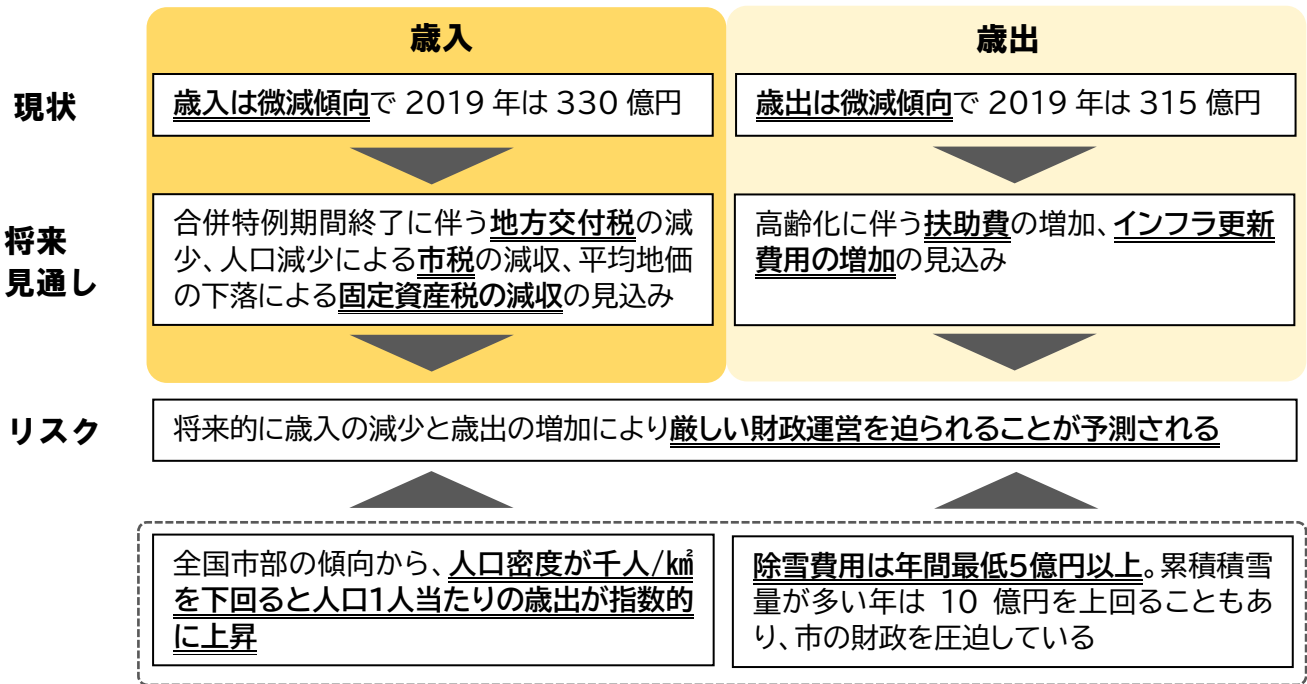 歳入
歳出
現状
歳入は微減傾向で 2019 年は 330 億円
歳出は微減傾向で 2019 年は 315 億円
将来
見通し
合併特例期間終了に伴う地方交付税の減
少、人口減少による市税の減収、平均地価
の下落による固定資産税の減収の見込み
高齢化に伴う扶助費の増加、インフラ更新
費用の増加の見込み
リスク
将来的に歳入の減少と歳出の増加により厳しい財政運営を迫られることが予測される
全国市部の傾向から、人口密度が千人/㎢
を下回ると人口1人当たりの歳出が指数的
に上昇
除雪費用は年間最低5億円以上。累積積雪
量が多い年は 10 億円を上回ることもあ
り、市の財政を圧迫している